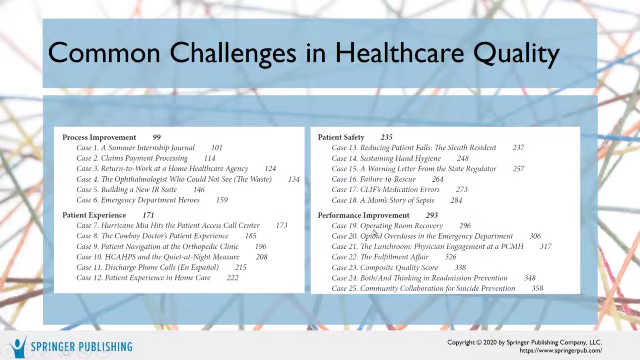 Common Challenges in Healthcare Quality
Process Improvement 99
Case 1. A Summer Internship Journal 101
Case 2. Claims Payment Processing 114
Case 3. Return-to-Work at a Home Healthcare Agency 124
Case 4. The Ophthalmologist Who Could Not See (The Waste) 134
Case 5. Building a New IR Suite 146
Case 6. Emergency Department Heroes 159
Patient Experience 171
Case 7. Hurricane Mia Hits the Patient Access Call Center 173
Case 8. The Cowboy Doctor's Patient Experience 185
Case 9. Patient Navigation at the Orthopedic Clinic 196
Case 10. HCAHPS and the Quiet-at-Night Measure 208
Case 11. Discharge Phone Calls (En Español) 215
Case 12. Patient Experience in Home Care 222
Patient Safety 235
Case 13. Reducing Patient Falls: The Sleuth Resident 237
Case 14. Sustaining Hand Hygiene 248
Case 15. A Warning Letter From the State Regulator 257
Case 16. Failure-to-Rescue 264
Case 17. CLIF's Medication Errors 273
Case 18. A Mom's Story of Sepsis 284
Performance Improvement 293
Case 19. Operating Room Recovery 296
Case 20. Opioid Overdoses in the Emergency Department 306
Case 21. The Lunchroom: Physician Engagement at a PCMH 317
Case 22. The Fulfillment Affair 326
Case 23. Composite Quality Score 338
Case 24. Both/And Thinking in Readmission Prevention 348
Case 25. Community Collaboration for Suicide Prevention 358
SPRINGER PUBLISHING
Copyright © 2020 by Springer Publishing Company, LLC.
https://www.springerpub.com/